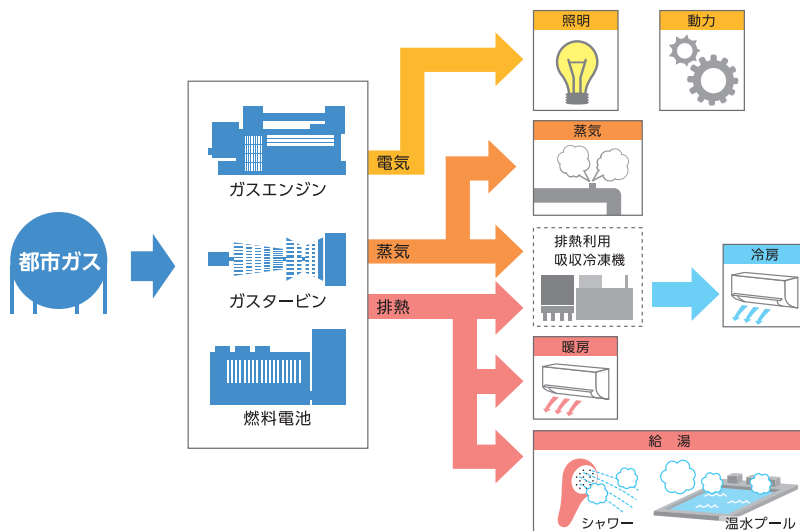 都市ガス
ガスエンジン
ガスタービン
燃料電池
電気
蒸気
排熱
照明
動力
蒸気
排熱利用
吸収冷凍機
冷房
暖房
給 湯
シャワー
温水プール